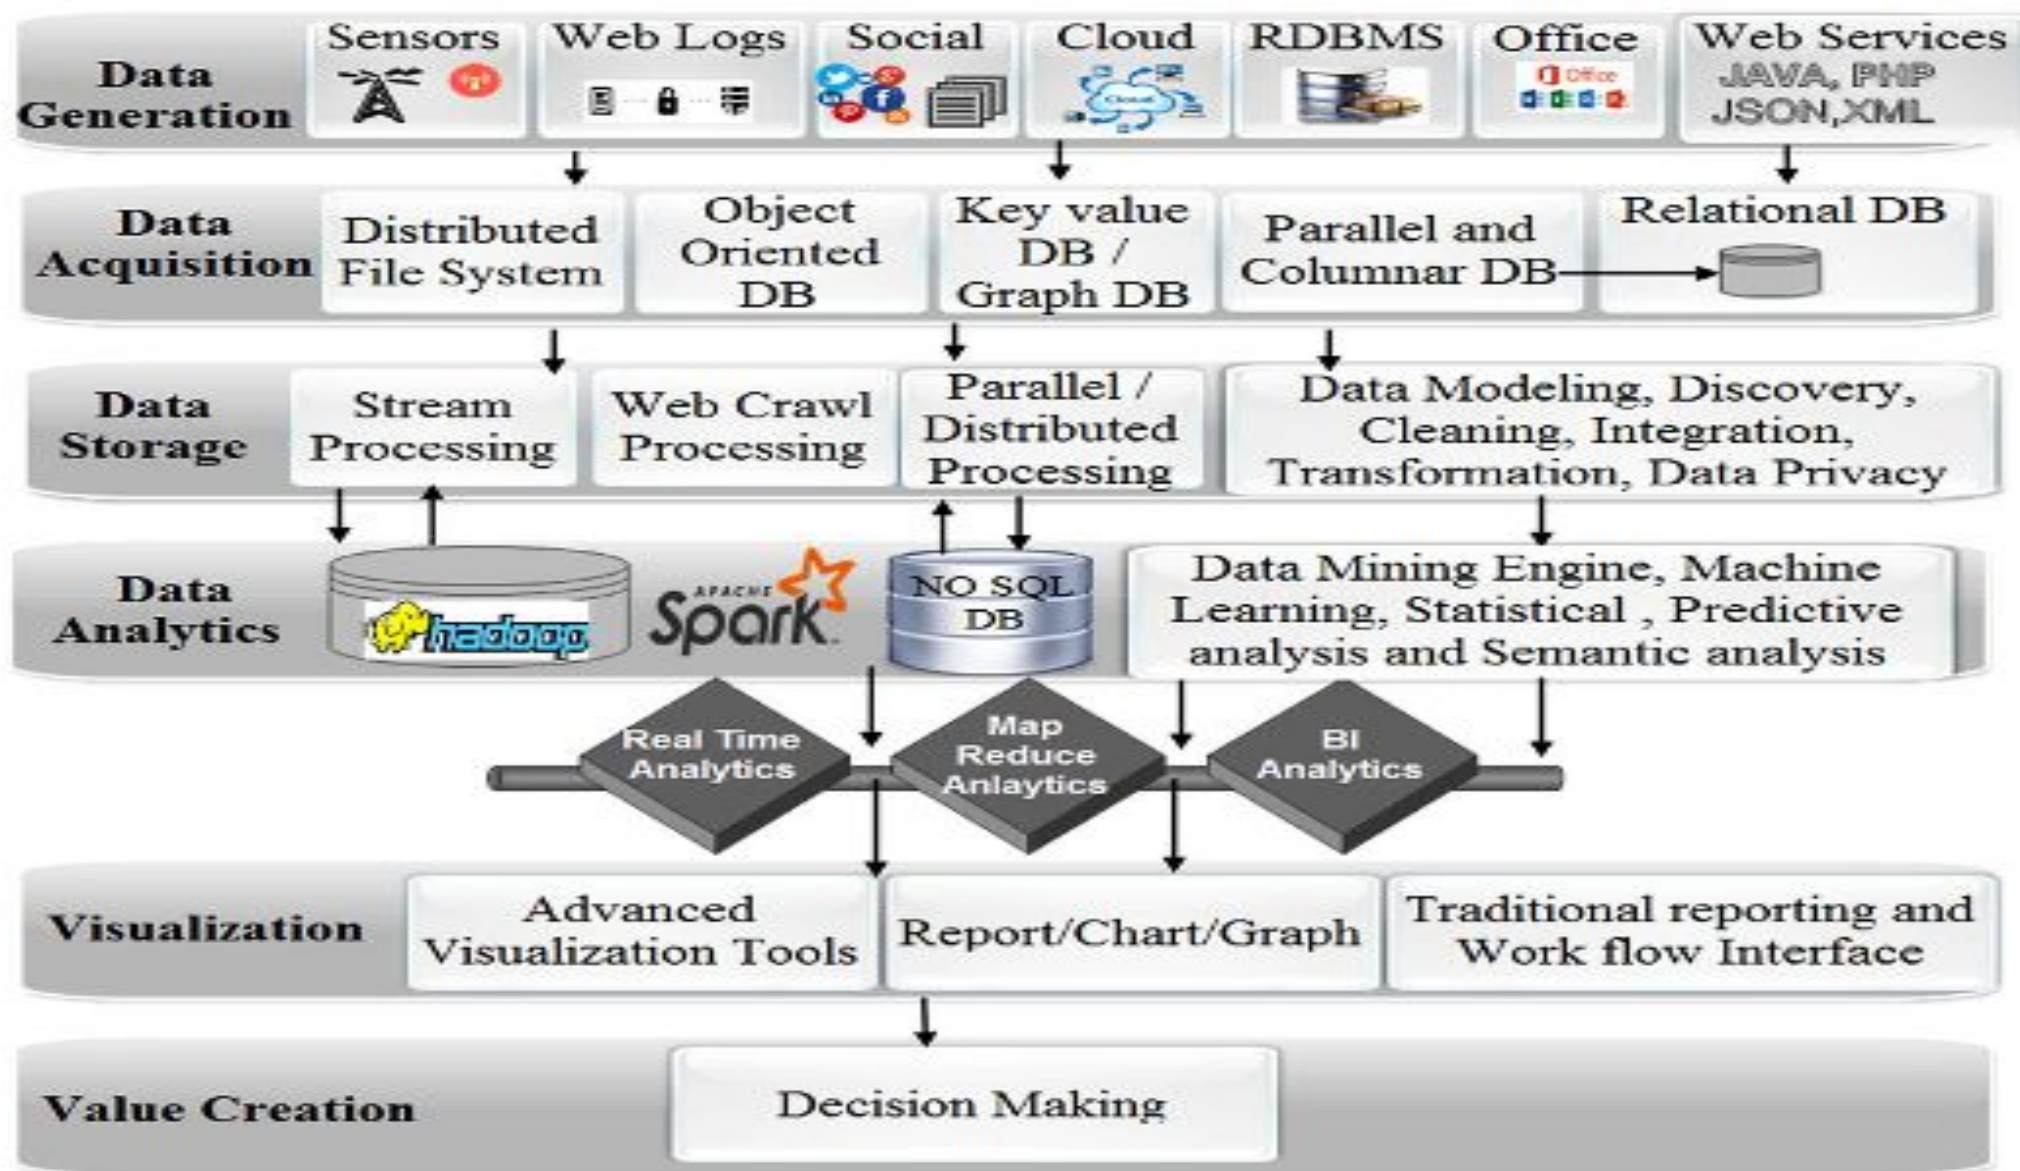 Data
Generation
Sensors
Web Logs
Social
Cloud
Cloud
RDBMS
Office
Office
Web Services
JAVA, PHP
JSON,XML
Data
Acquisition
Distributed
File System
Object
Oriented
DB
Key value
DB /
Graph DB
Parallel and
Columnar DB
Relational DB
Data
Storage
Stream
Processing
Web Crawl
Processing
Parallel /
Distributed
Processing
Data Modeling, Discovery,
Cleaning, Integration,
Transformation, Data Privacy
Data
Analytics
hadoop
APACHE
Spark
NO SQL
DB
Data Mining Engine, Machine
Learning, Statistical , Predictive
analysis and Semantic analysis
Real Time
Analytics
Map
Reduce
Anlaytics
BI
Analytics
Visualization
Advanced
Visualization Tools
Report/Chart/Graph
Traditional reporting and
Work flow Interface
Value Creation
Decision Making